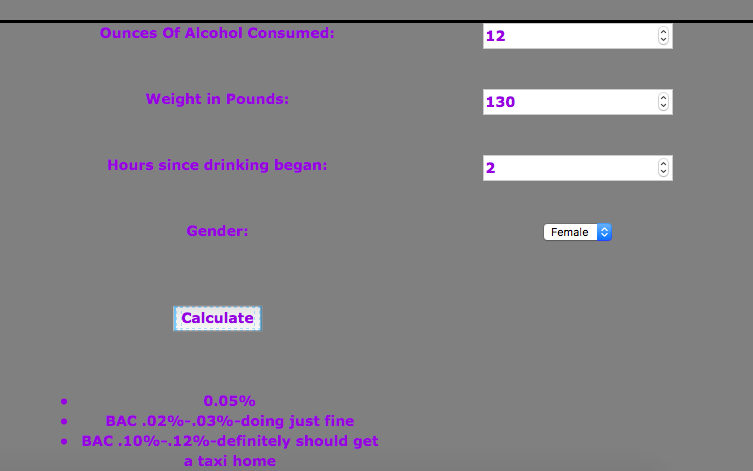 Ounces Of Alcohol Consumed: 12
Weight in Pounds: 130
Hours since drinking began: 2
Gender: Female
Calculate
• 0.05%
• BAC .02%-.03%-doing just fine
• BAC .10%-.12%-definitely should get
a taxi home